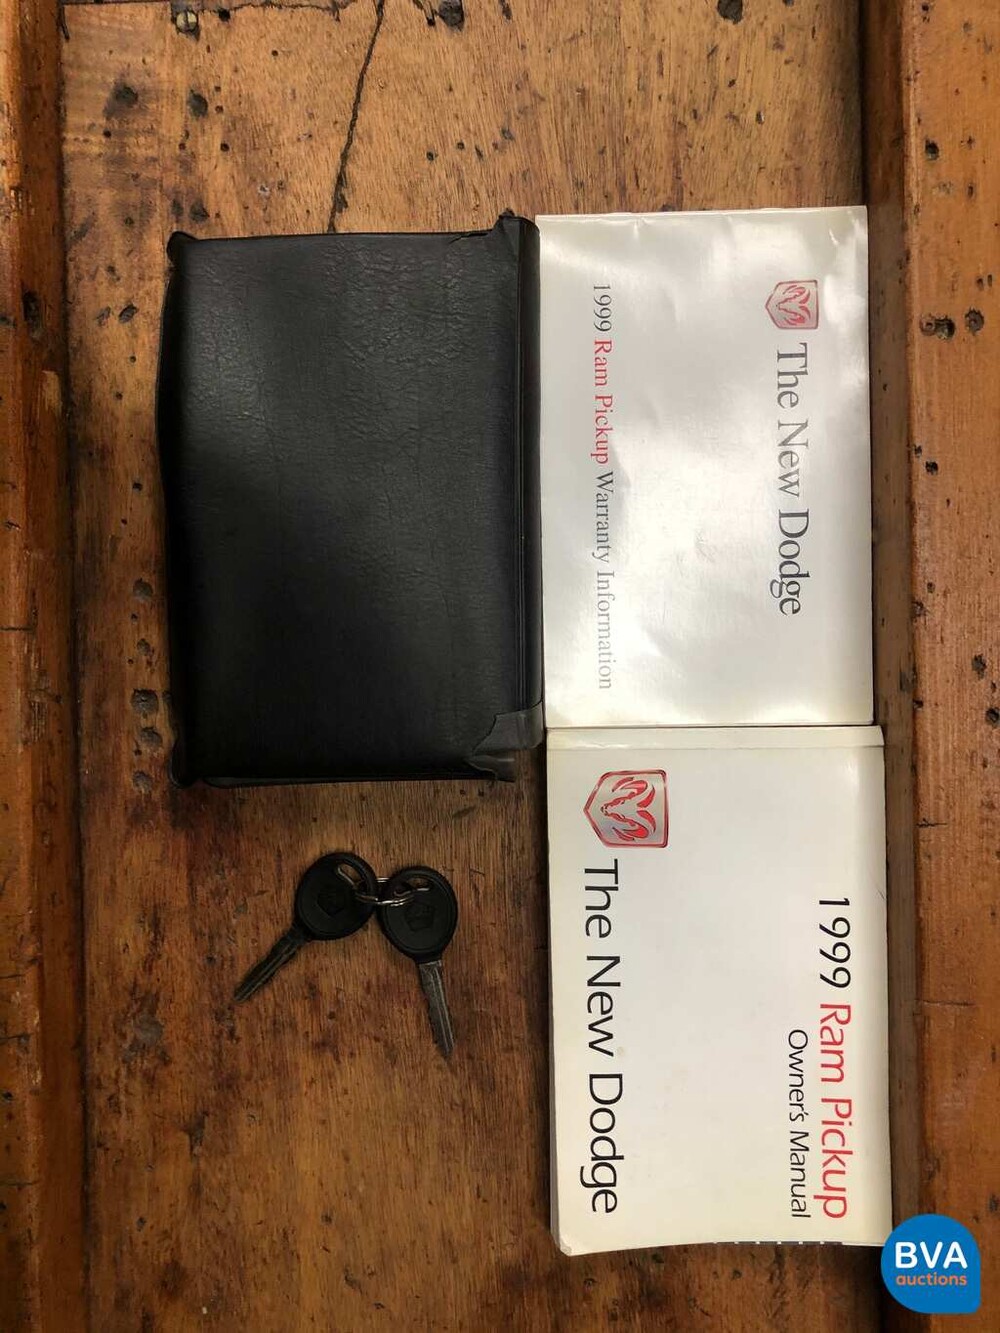 The New Dodge
1999 Ram Pickup Warranty Information
1999 Ram Pickup
Owner's Manual
The New Dodge
BVA
auctions